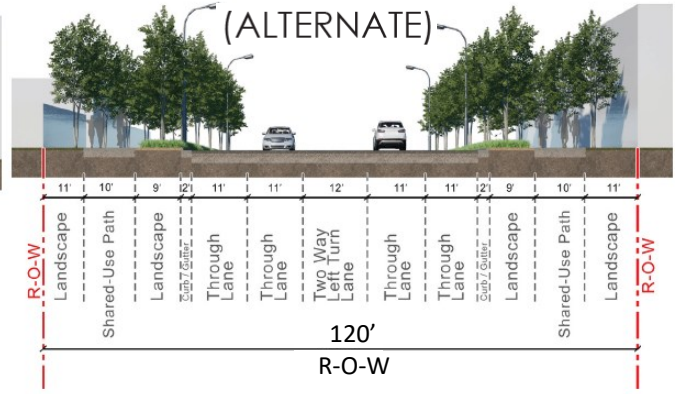 (ALTERNATE)
11' 10' 9' 2' 11' 11' 12' 11' 11' 2' 9' 10' 11'
R-O-W
Landscape
Shared-Use Path
Landscape
Curb / Gutter
Through
Lane
Through
Lane
Two Way
Left Turn
Lane
Through
Lane
Through
Lane
Curb / Gutter
Landscape
Shared-Use Path
Landscape
R-O-W
120’
R-O-W